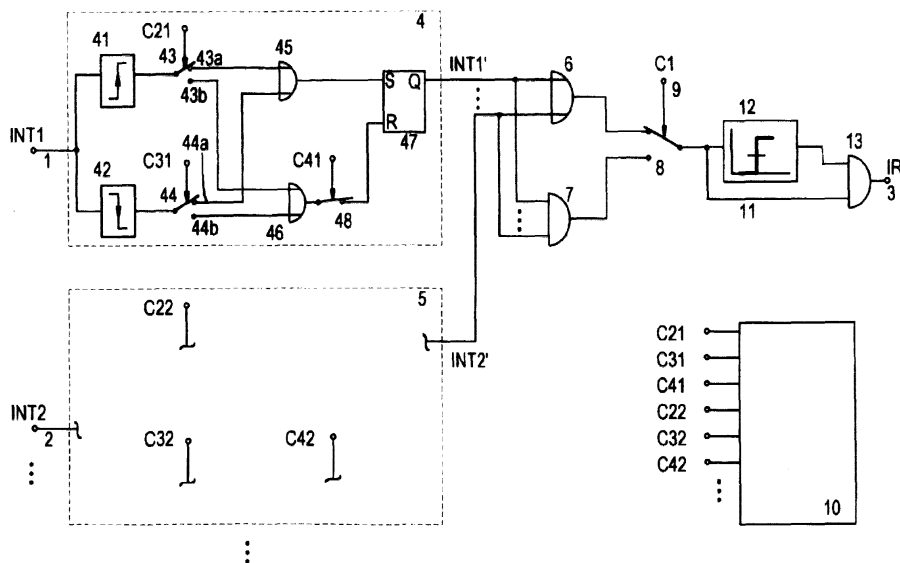 4
C21
41
43
43a
45
43b
INT1
1
42
C31
44a
44
44b
46
C41
48
S Q
R
47
INT1'
6
7
C1
9
8
12
13
11
IR
3
5
C22
INT2'
INT2
2
C32
C42
C21
C31
C41
C22
C32
C42
10